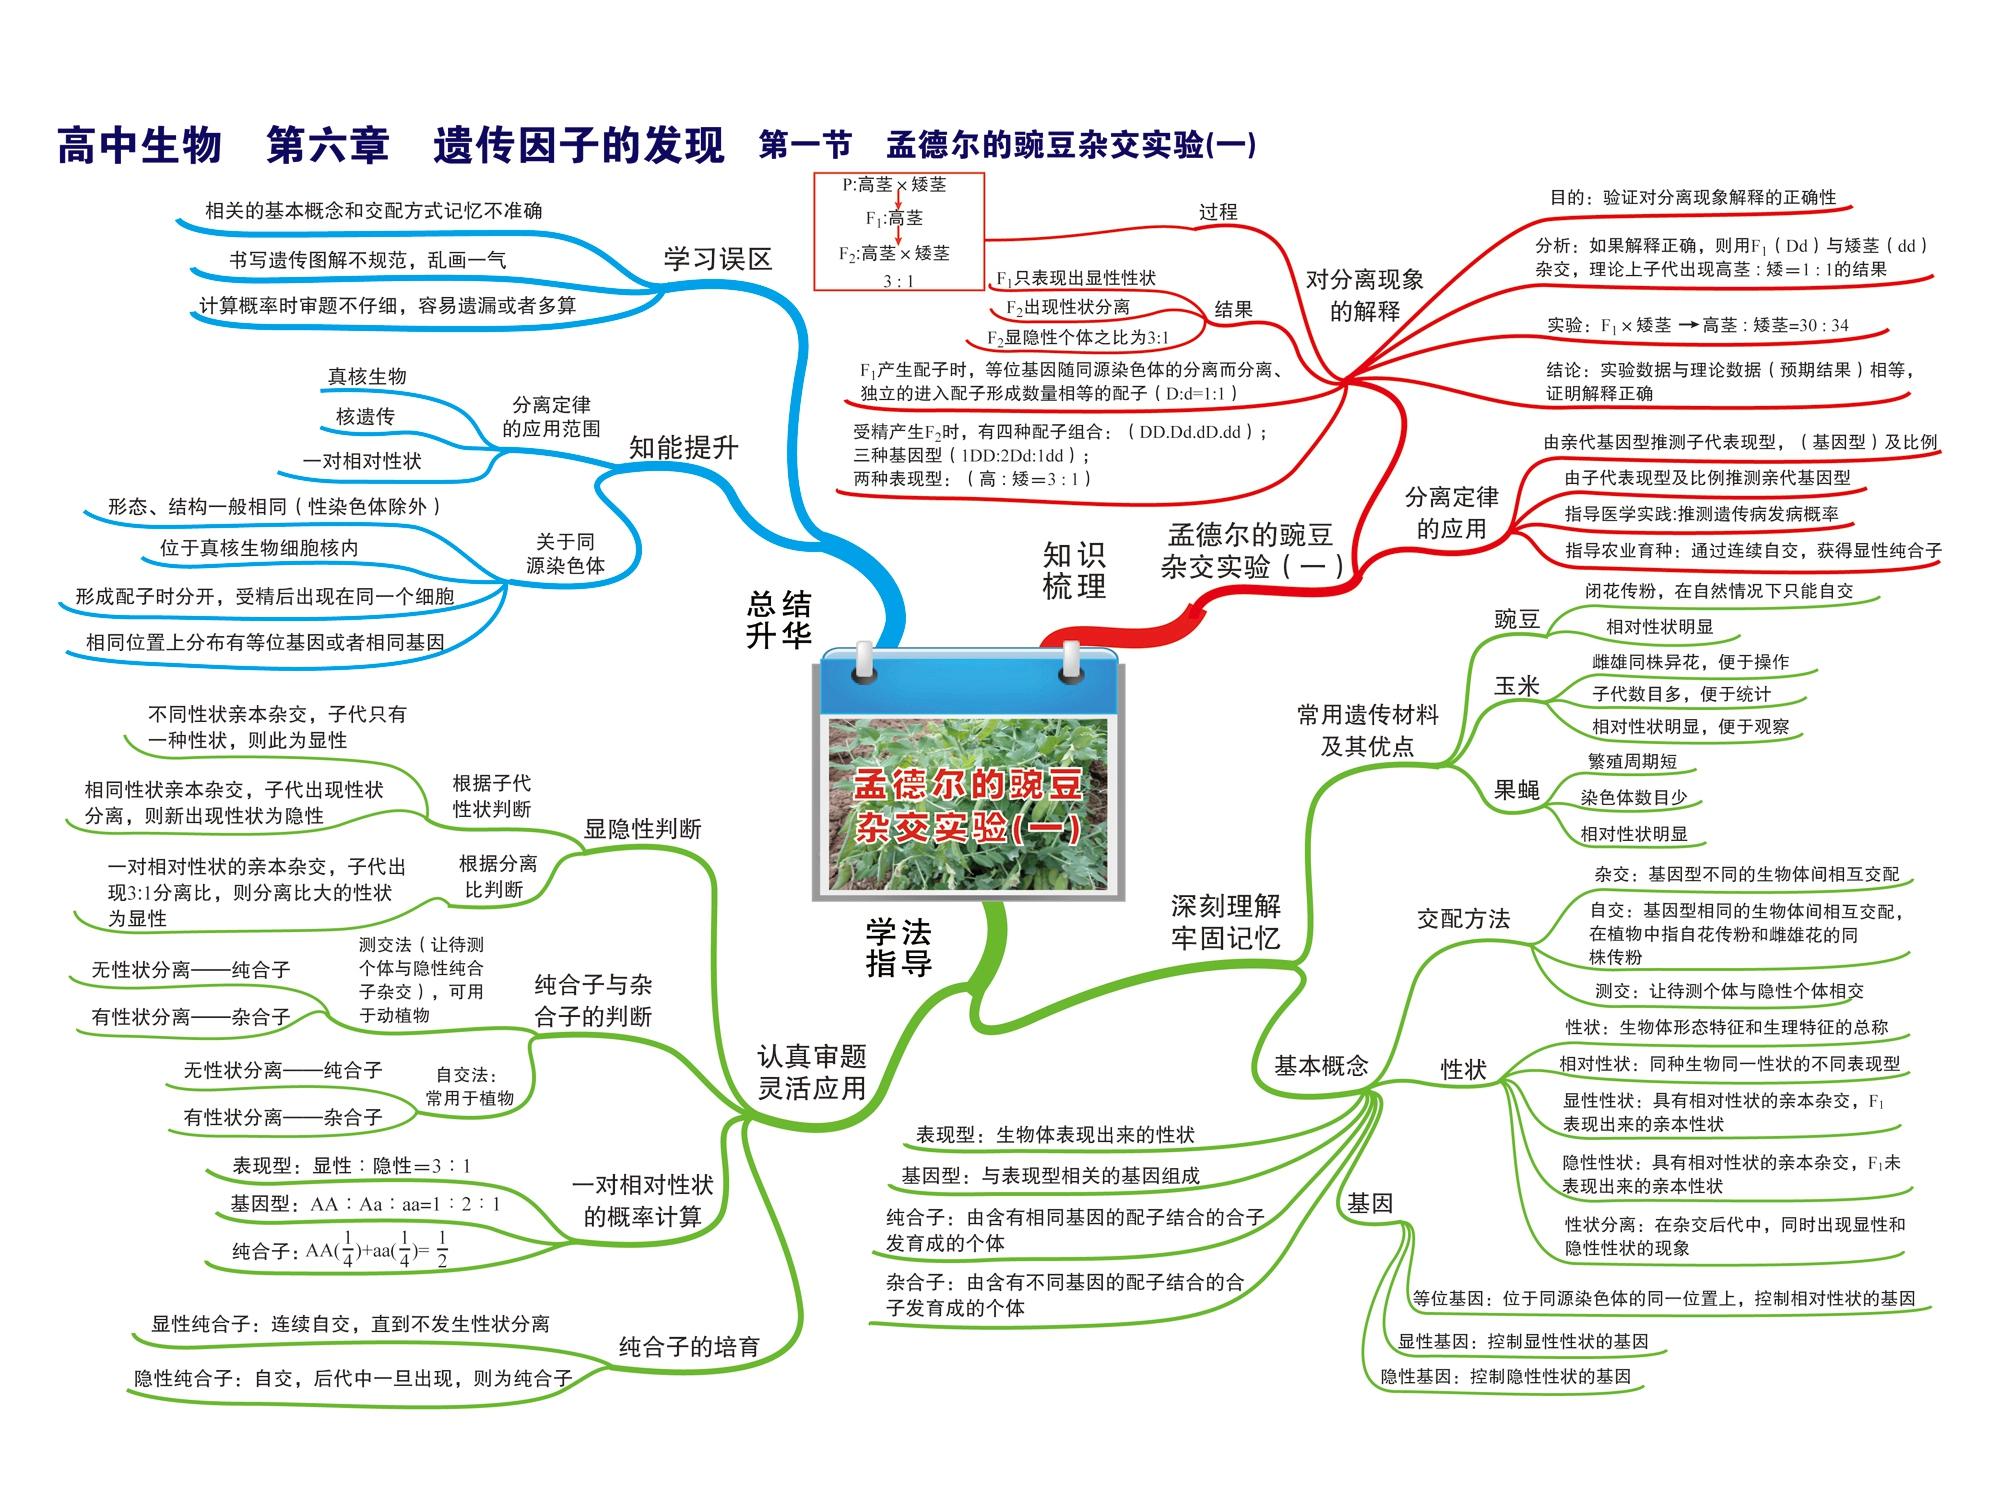 高中生物 第六章 遗传因子的发现 第一节 孟德尔的豌豆杂交实验(一)
孟德尔的豌豆
杂交实验(一)
知识
梳理
孟德尔的豌豆
杂交实验（一）
对分离现象
的解释
过程
P:高茎×矮茎
F₁:高茎
F₂:高茎×矮茎
3 : 1
结果
F₁只表现出显性性状
F₂出现性状分离
F₂显隐性个体之比为3:1
F₁产生配子时，等位基因随同源染色体的分离而分离、
独立的进入配子形成数量相等的配子（D:d=1:1）
受精产生F₂时，有四种配子组合：（DD.Dd.dD.dd）；
三种基因型（1DD:2Dd:1dd）；
两种表现型：（高 : 矮＝3 : 1）
目的：验证对分离现象解释的正确性
分析：如果解释正确，则用F₁（Dd）与矮茎（dd）
杂交，理论上子代出现高茎 : 矮＝1 : 1的结果
实验：F₁×矮茎 → 高茎 : 矮茎=30 : 34
结论：实验数据与理论数据（预期结果）相等，
证明解释正确
分离定律
的应用
由亲代基因型推测子代表现型，（基因型）及比例
由子代表现型及比例推测亲代基因型
指导医学实践:推测遗传病发病概率
指导农业育种：通过连续自交，获得显性纯合子
学法
指导
深刻理解
牢固记忆
常用遗传材料
及其优点
豌豆
闭花传粉，在自然情况下只能自交
相对性状明显
玉米
雌雄同株异花，便于操作
子代数目多，便于统计
相对性状明显，便于观察
果蝇
繁殖周期短
染色体数目少
相对性状明显
基本概念
交配方法
杂交：基因型不同的生物体间相互交配
自交：基因型相同的生物体间相互交配，
在植物中指自花传粉和雌雄花的同
株传粉
测交：让待测个体与隐性个体相交
性状
性状：生物体形态特征和生理特征的总称
相对性状：同种生物同一性状的不同表现型
显性性状：具有相对性状的亲本杂交，F₁
表现出来的亲本性状
隐性性状：具有相对性状的亲本杂交，F₁未
表现出来的亲本性状
性状分离：在杂交后代中，同时出现显性和
隐性性状的现象
基因
等位基因：位于同源染色体的同一位置上，控制相对性状的基因
显性基因：控制显性性状的基因
隐性基因：控制隐性性状的基因
表现型：生物体表现出来的性状
基因型：与表现型相关的基因组成
纯合子：由含有相同基因的配子结合的合子
发育成的个体
杂合子：由含有不同基因的配子结合的合
子发育成的个体
认真审题
灵活应用
显隐性判断
根据子代
性状判断
不同性状亲本杂交，子代只有
一种性状，则此为显性
相同性状亲本杂交，子代出现性状
分离，则新出现性状为隐性
根据分离
比判断
一对相对性状的亲本杂交，子代出
现3:1分离比，则分离比大的性状
为显性
纯合子与杂
合子的判断
测交法（让待测
个体与隐性纯合
子杂交），可用
于动植物
无性状分离——纯合子
有性状分离——杂合子
自交法：
常用于植物
无性状分离——纯合子
有性状分离——杂合子
一对相对性状
的概率计算
表现型：显性∶隐性＝3∶1
基因型：AA∶Aa∶aa=1∶2∶1
纯合子：AA(1/4)+aa(1/4)= 1/2
纯合子的培育
显性纯合子：连续自交，直到不发生性状分离
隐性纯合子：自交，后代中一旦出现，则为纯合子
总结
升华
学习误区
相关的基本概念和交配方式记忆不准确
书写遗传图解不规范，乱画一气
计算概率时审题不仔细，容易遗漏或者多算
知能提升
分离定律
的应用范围
真核生物
核遗传
一对相对性状
关于同
源染色体
形态、结构一般相同（性染色体除外）
位于真核生物细胞核内
形成配子时分开，受精后出现在同一个细胞
相同位置上分布有等位基因或者相同基因